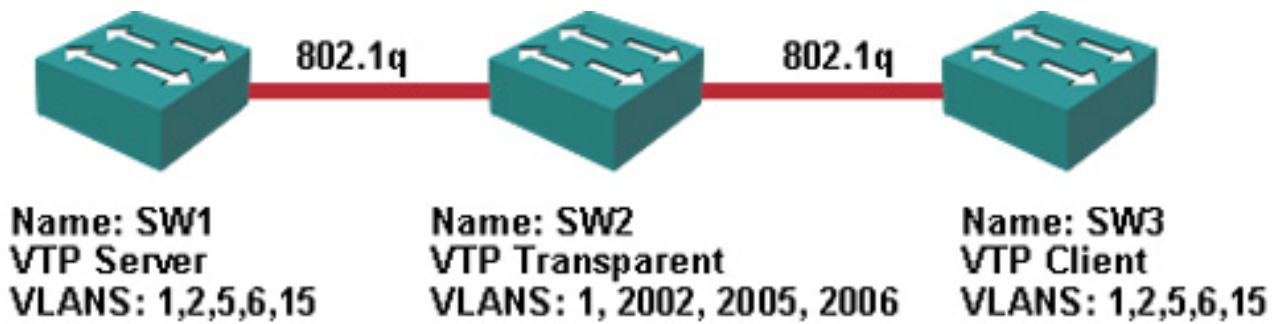 802.1q
802.1q
Name: SW1
VTP Server
VLANS: 1,2,5,6,15
Name: SW2
VTP Transparent
VLANS: 1, 2002, 2005, 2006
Name: SW3
VTP Client
VLANS: 1,2,5,6,15